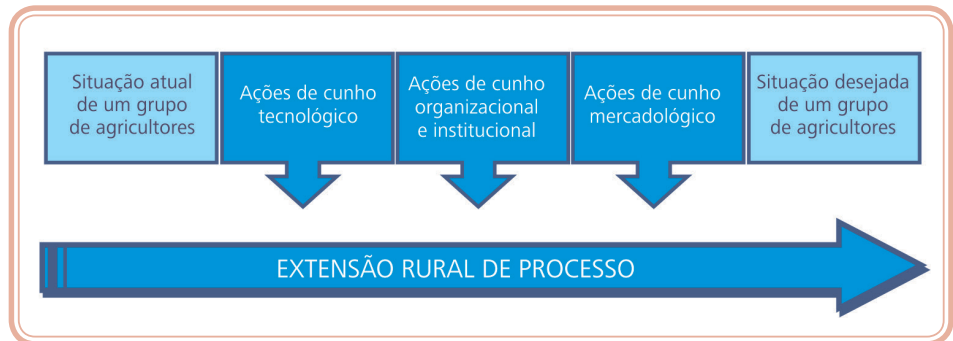 Situação atual
de um grupo
de agricultores
Ações de cunho
tecnológico
Ações de cunho
organizacional
e institucional
Ações de cunho
mercadológico
Situação desejada
de um grupo
de agricultores
EXTENSÃO RURAL DE PROCESSO